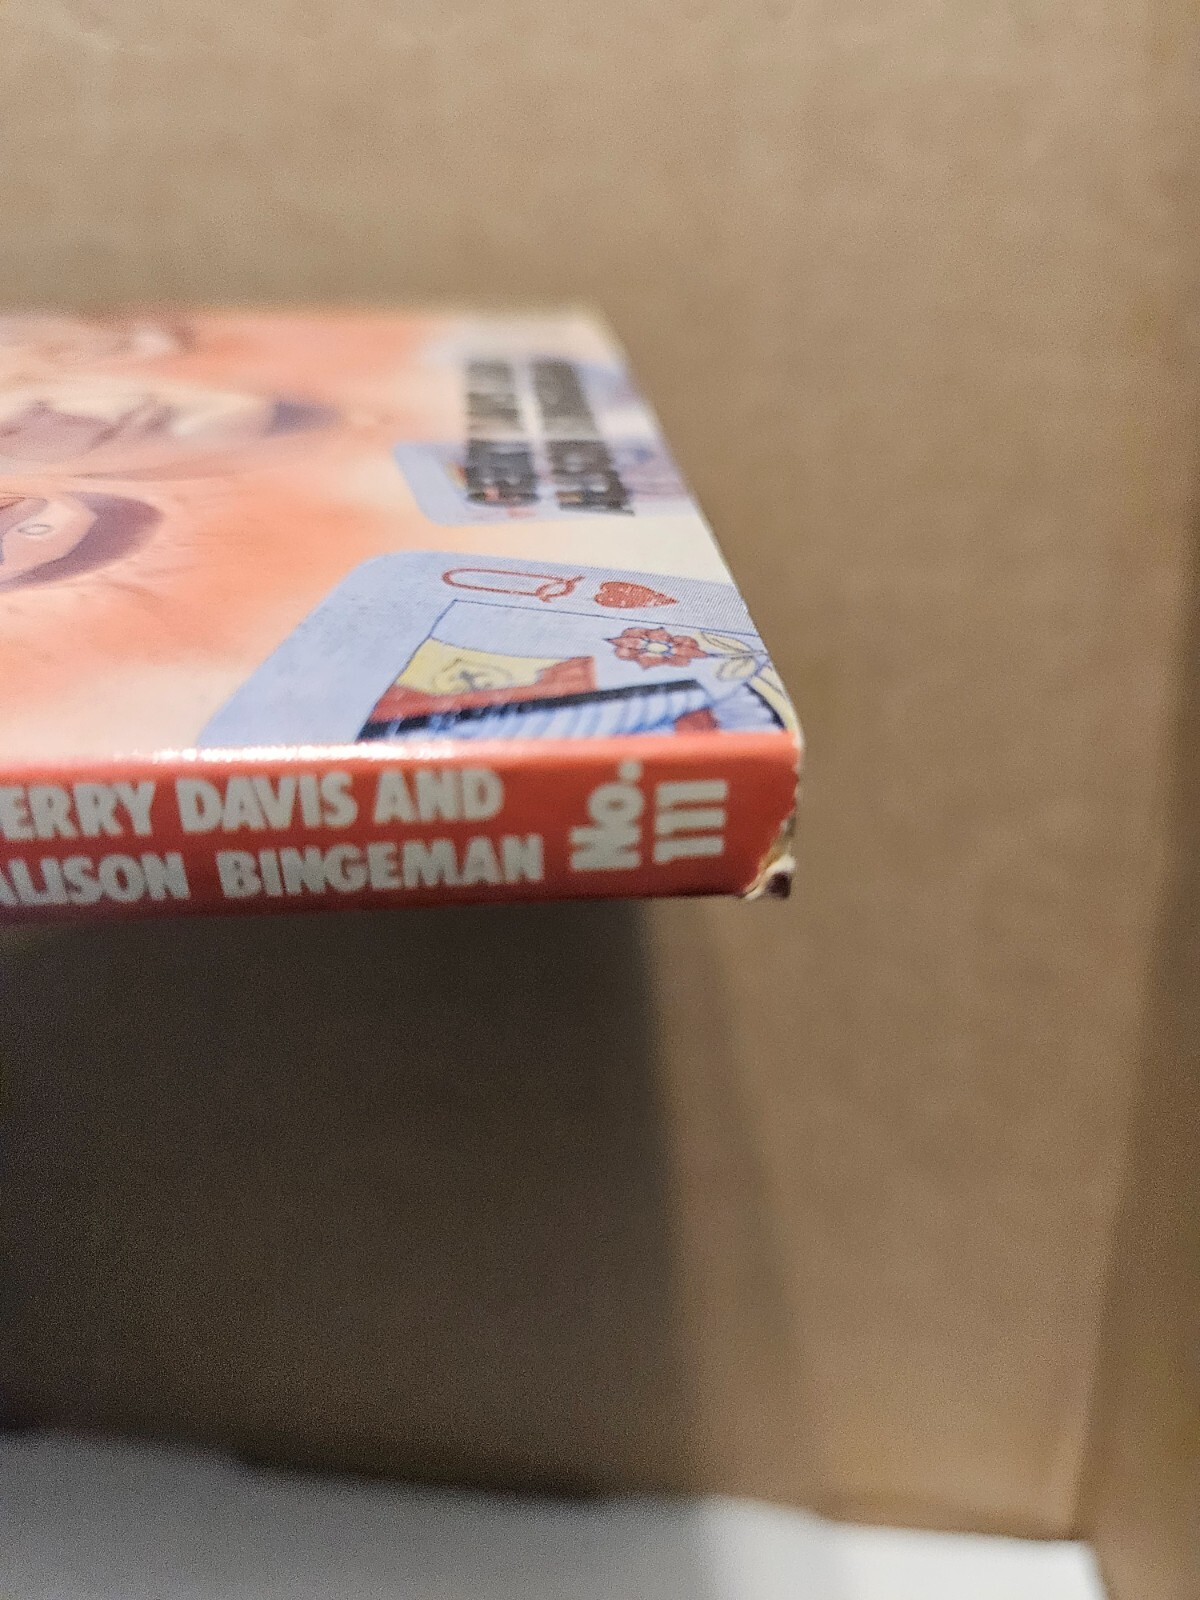 Q
ERRY DAVIS AND
ALISON BINGEMAN
No.
111